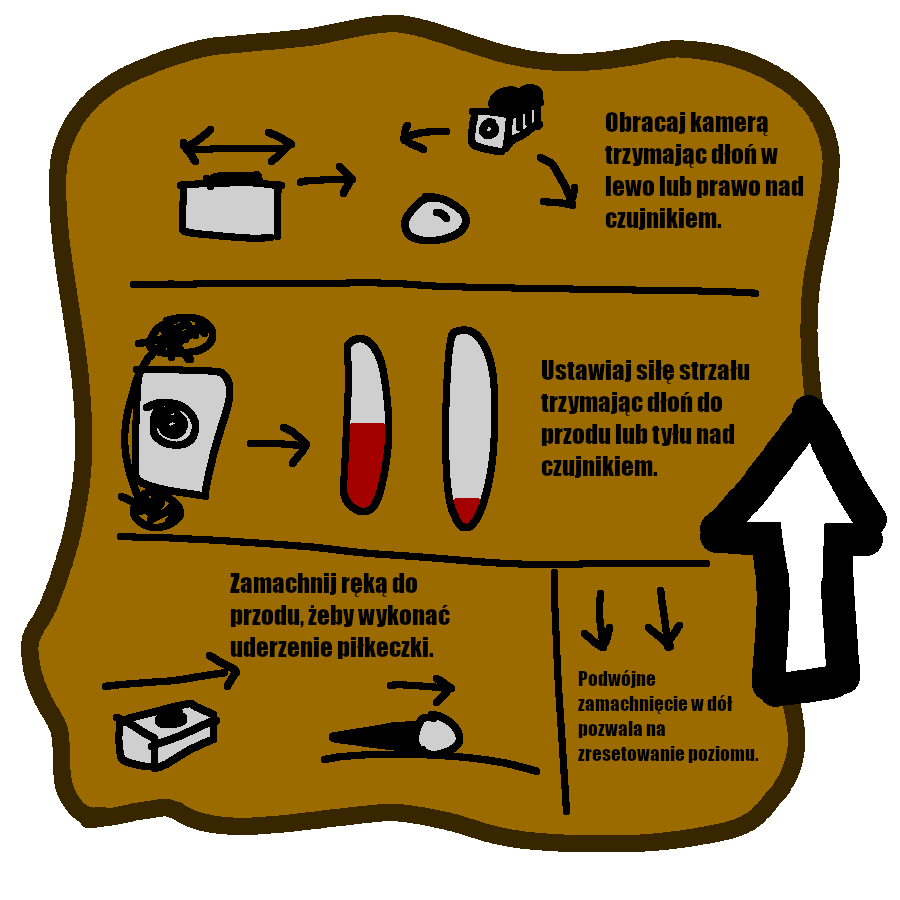 Obracaj kamerą
trzymając dłoń w
lewo lub prawo nad
czujnikiem.
Ustawiaj siłę strzału
trzymając dłoń do
przodu lub tyłu nad
czujnikiem.
Zamachnij ręką do
przodu, żeby wykonać
uderzenie piłkeczki.
Podwójne
zamachnięcie w dół
pozwala na
zresetowanie poziomu.